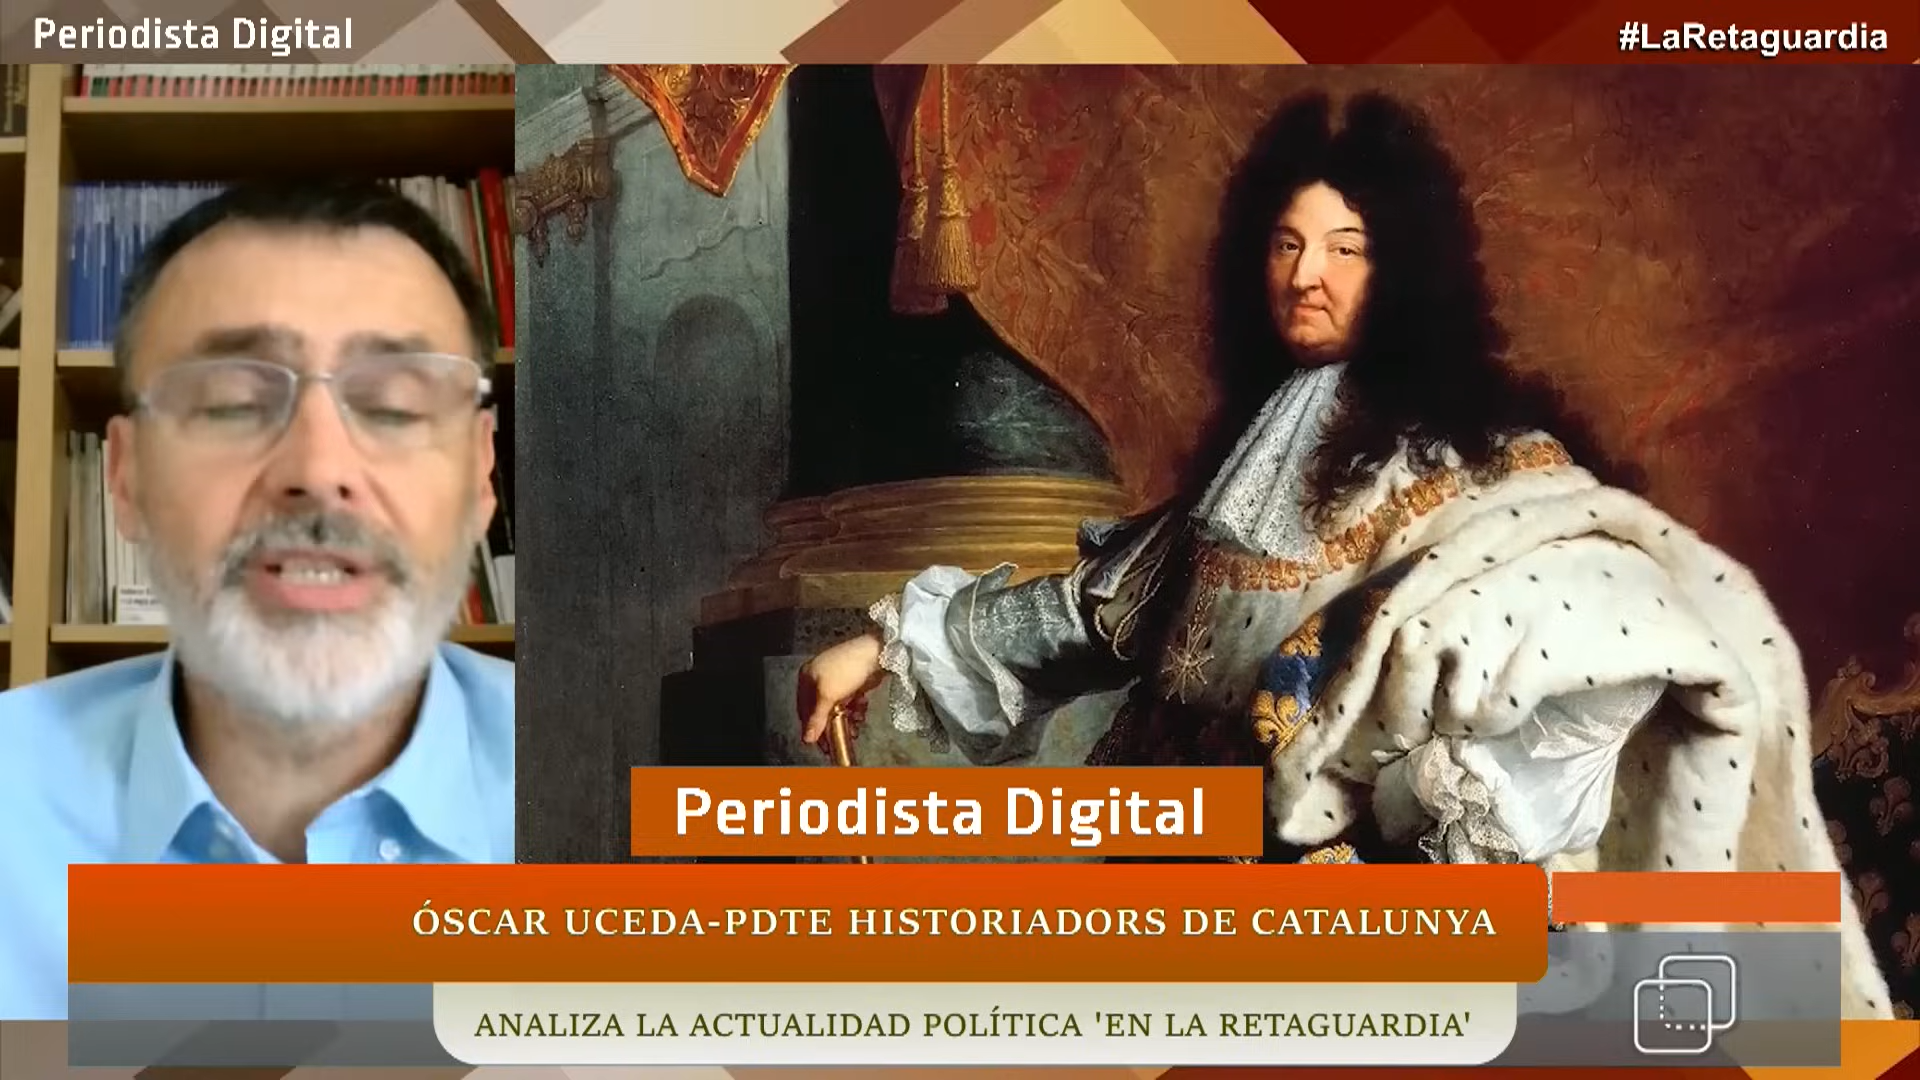 Periodista Digital
#LaRetaguardia
Periodista Digital
ÓSCAR UCEDA-PDTE HISTORIADORS DE CATALUNYA
ANALIZA LA ACTUALIDAD POLÍTICA 'EN LA RETAGUARDIA'